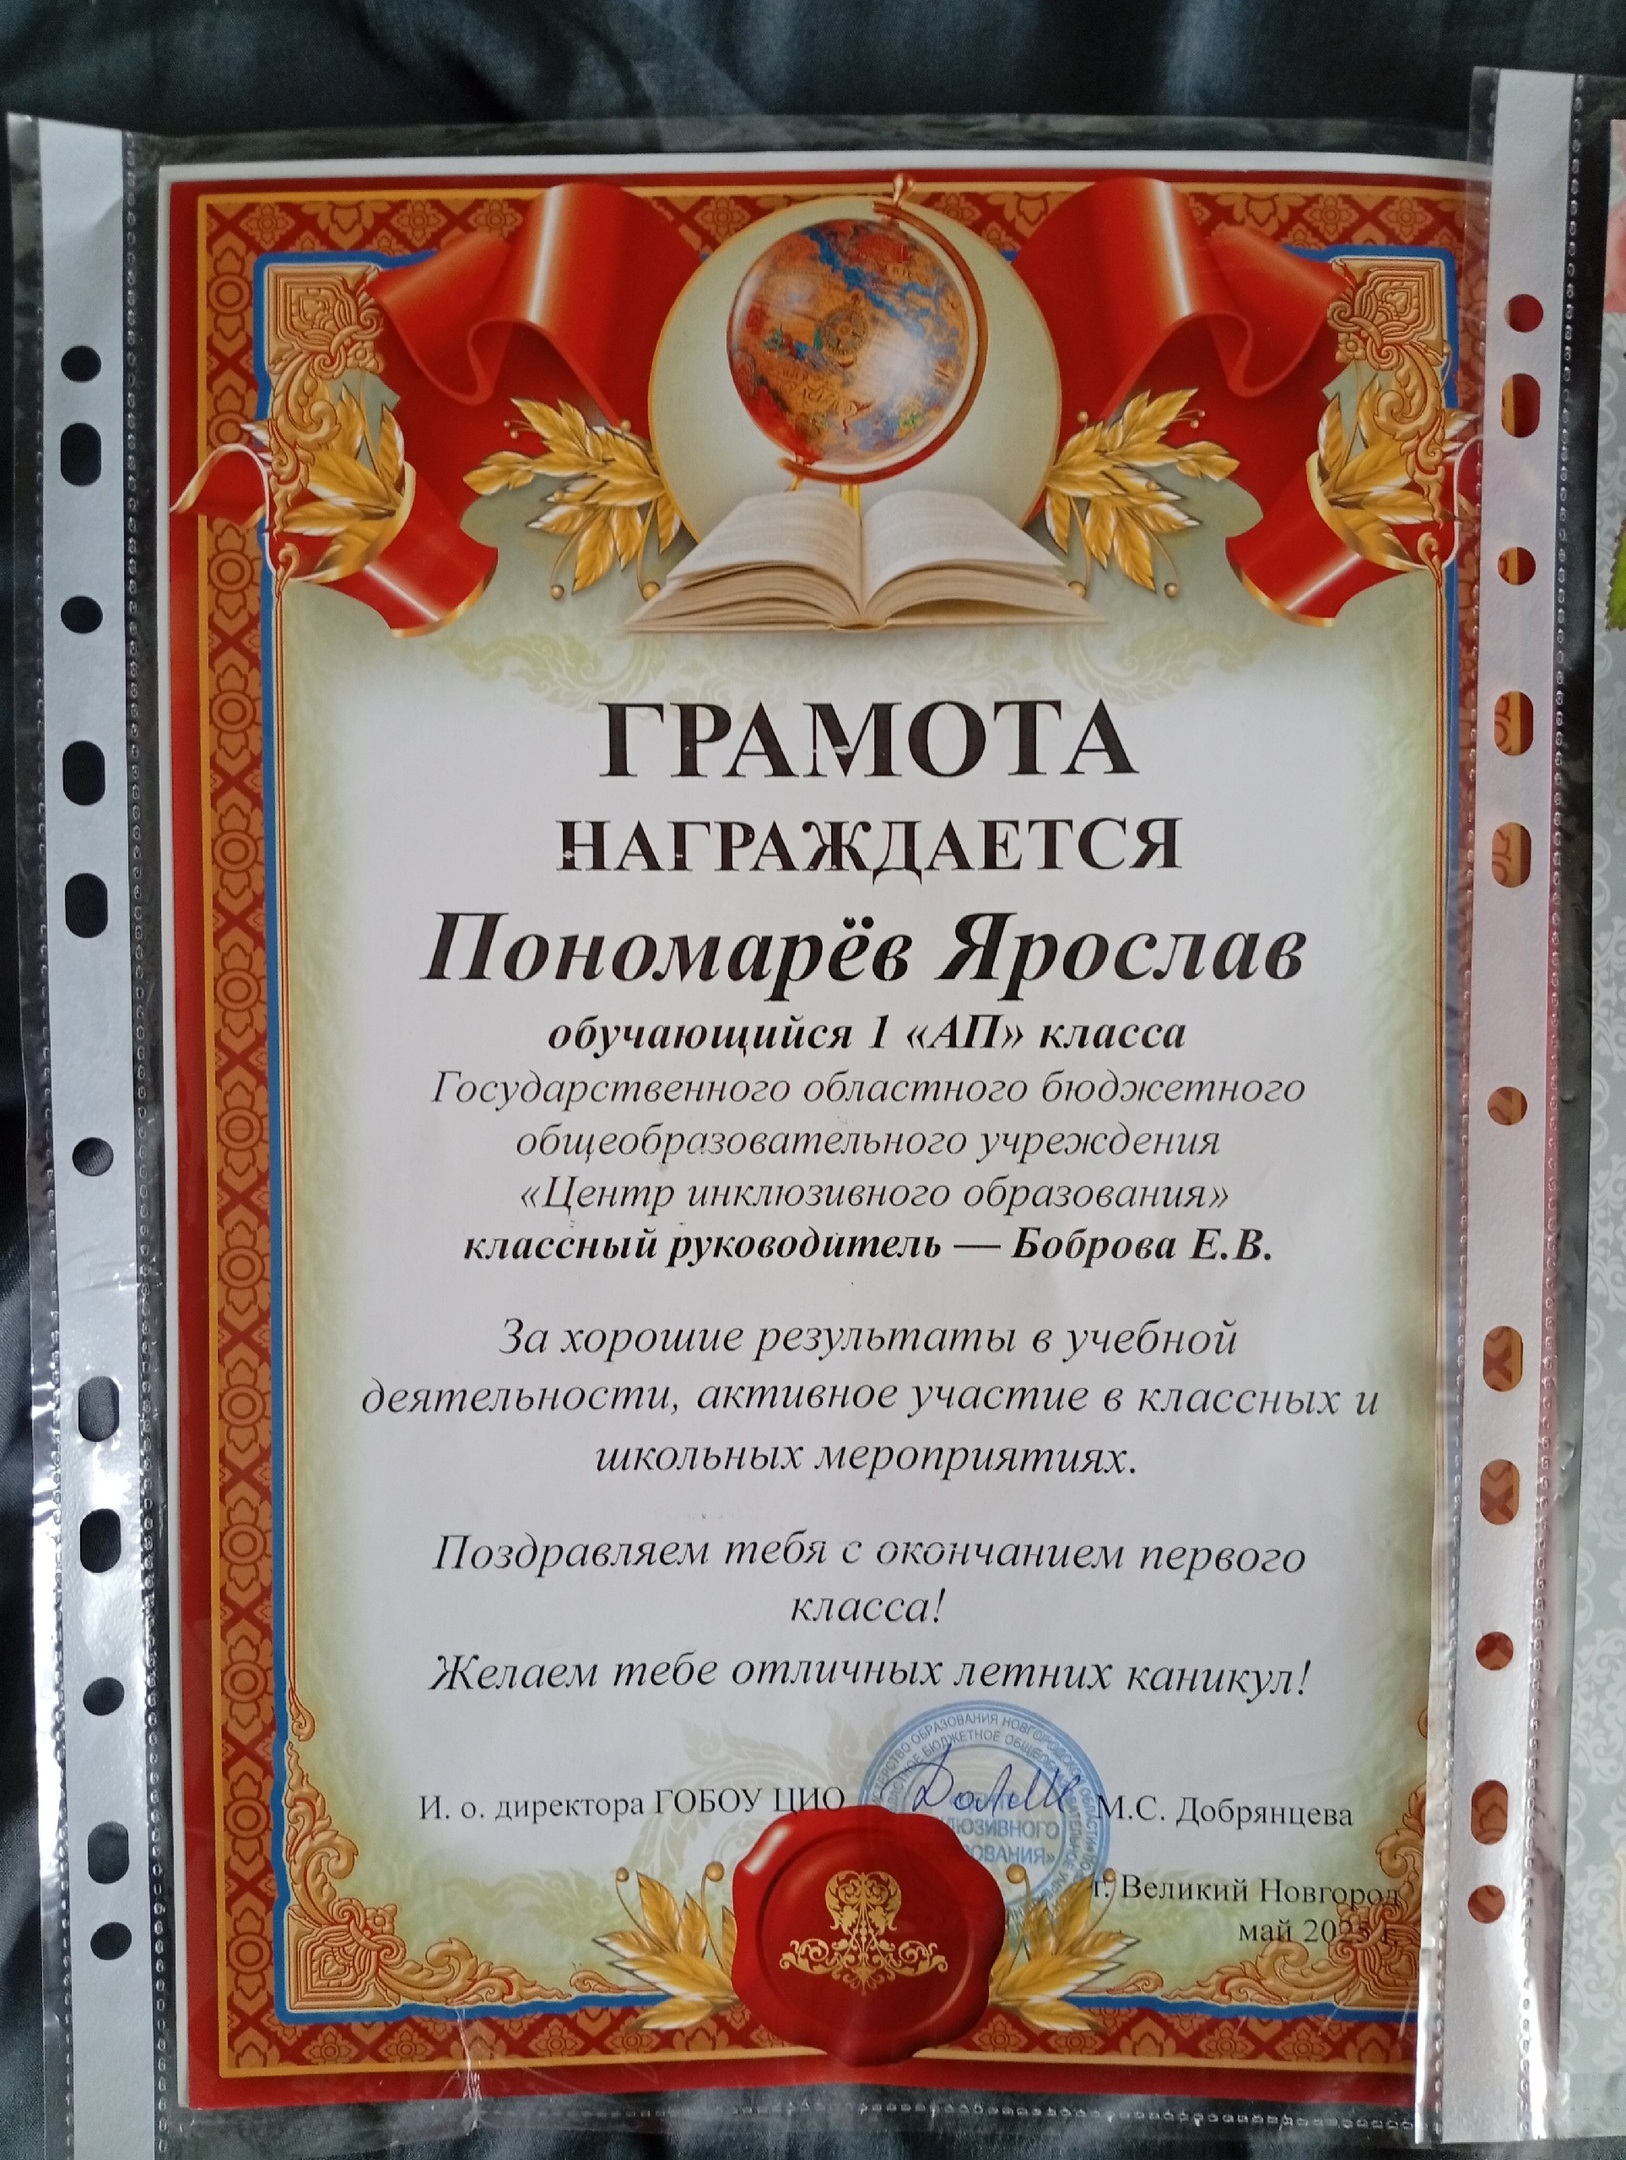 ГРАМОТА
НАГРАЖДАЕТСЯ
Пономарёв Ярослав
обучающийся 1 «АП» класса
Государственного областного бюджетного
общеобразовательного учреждения
«Центр инклюзивного образования»
классный руководитель — Боброва Е.В.
За хорошие результаты в учебной
деятельности, активное участие в классных и
школьных мероприятиях.
Поздравляем тебя с окончанием первого
класса!
Желаем тебе отличных летних каникул!
И. о. директора ГОБОУ ЦИО
М.С. Добрянцева
г. Великий Новгород
май 2025 г.